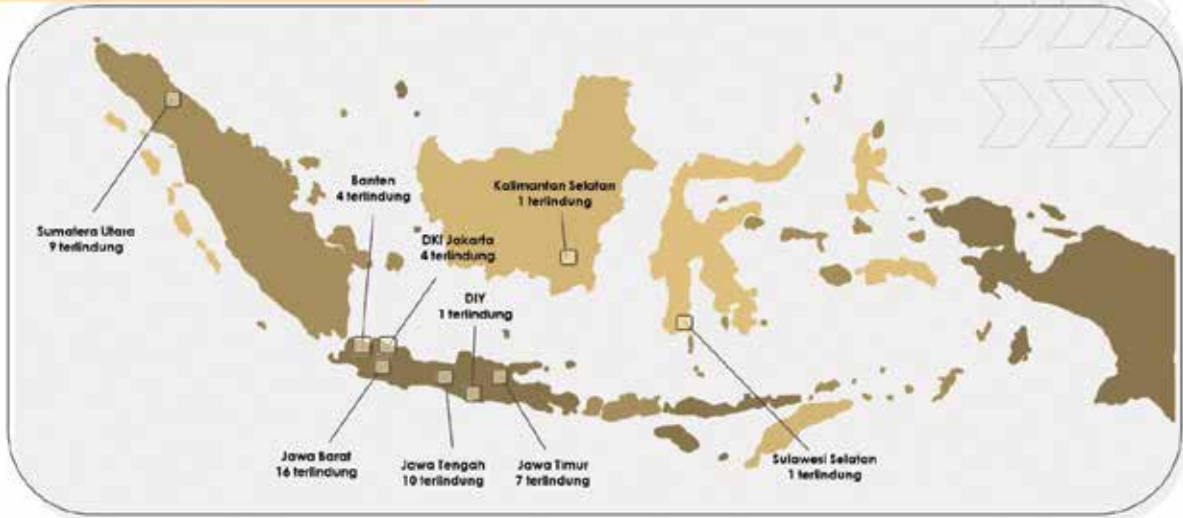 Banten
4 terlindung
Kalimantan Selatan
1 terlindung
Sumatera Utara
9 terlindung
DKI Jakarta
4 terlindung
DIY
1 terlindung
Jawa Barat
16 terlindung
Jawa Tengah
10 terlindung
Jawa Timur
7 terlindung
Sulawesi Selatan
1 terlindung